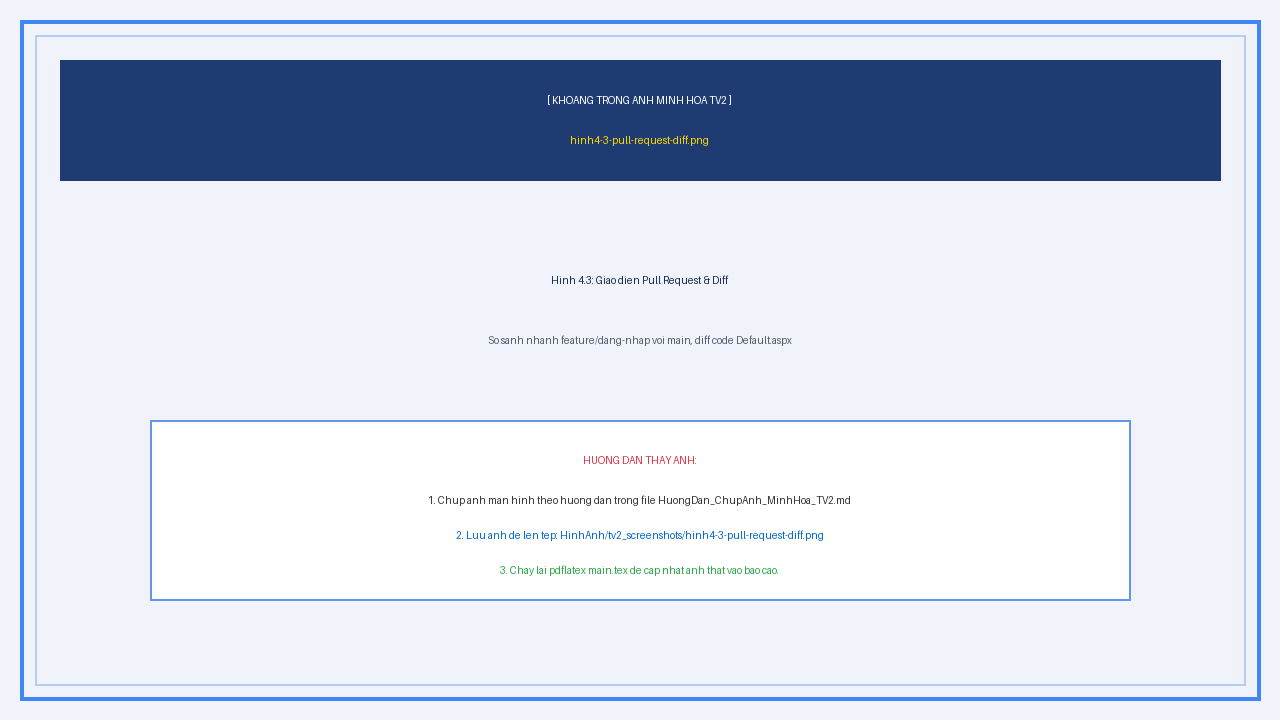 [ KHOANG TRONG ANH MINH HOA TV2 ]
hinh4-3-pull-request-diff.png
Hinh 4.3: Giao dien Pull Request & Diff
So sanh nhanh feature/dang-nhap voi main, diff code Default.aspx
HUONG DAN THAY ANH:
1. Chup anh man hinh theo huong dan trong file HuongDan_ChupAnh_MinhHoa_TV2.md
2. Luu anh de len tep: HinhAnh/tv2_screenshots/hinh4-3-pull-request-diff.png
3. Chay lai pdflatex main.tex de cap nhat anh that vao bao cao.